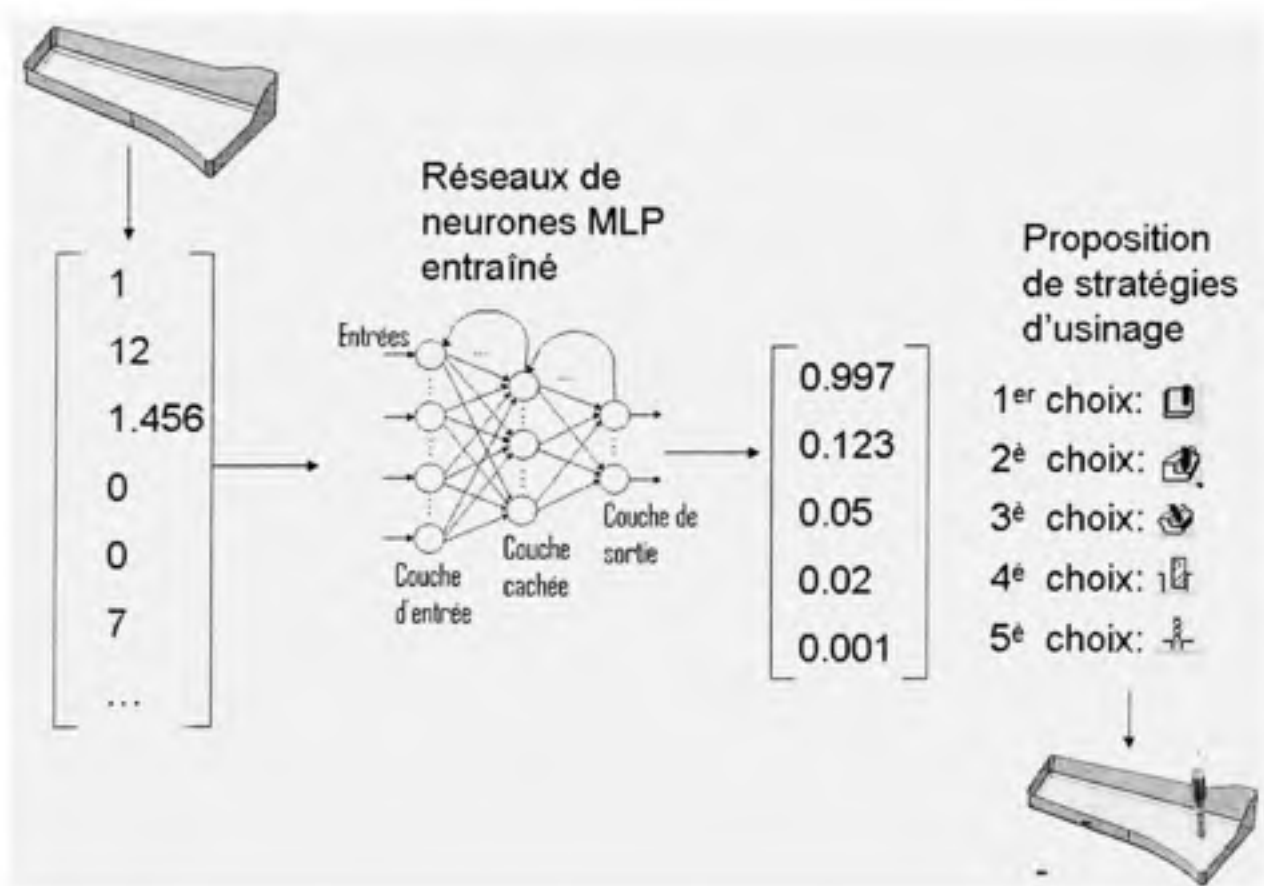 1
12
1.456
0
0
7
...
Réseaux de
neurones MLP
entraîné
Entrées
...
...
Couche
d'entrée
Couche
cachée
Couche de
sortie
0.997
0.123
0.05
0.02
0.001
Proposition
de stratégies
d'usinage
1er choix:
2è choix:
3è choix:
4è choix:
5è choix: